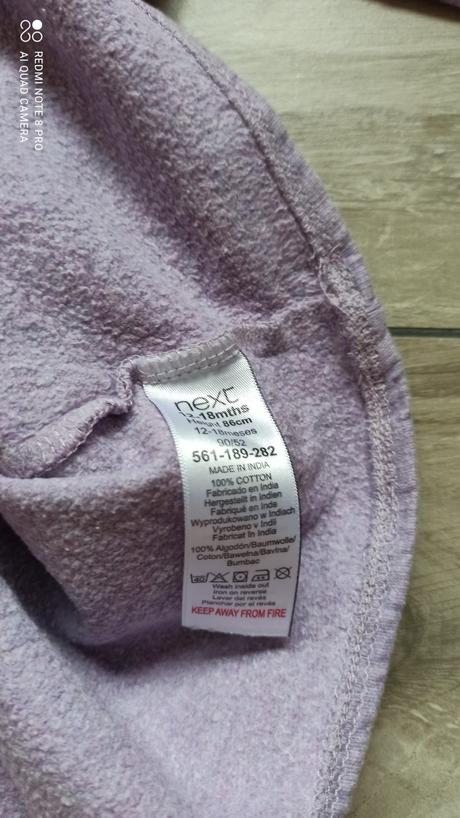 REDMI NOTE 8 PRO
AI QUAD CAMERA
next
12-18mths
Height 86cm
12-18meses
90/52
561-189-282
MADE IN INDIA
100% COTTON
Fabricado en India
Hergestellt in Indien
Fabriqué en Inde
Wyprodukowano w Indiach
Vyrobeno v Indii
Fabricat în India
100% Algodón/Baumwolle/
Coton/Bawełna/Bavlna/
Bumbac
40
Wash inside out
Iron on reverse
Lavar del revés
Planchar por el revés
KEEP AWAY FROM FIRE